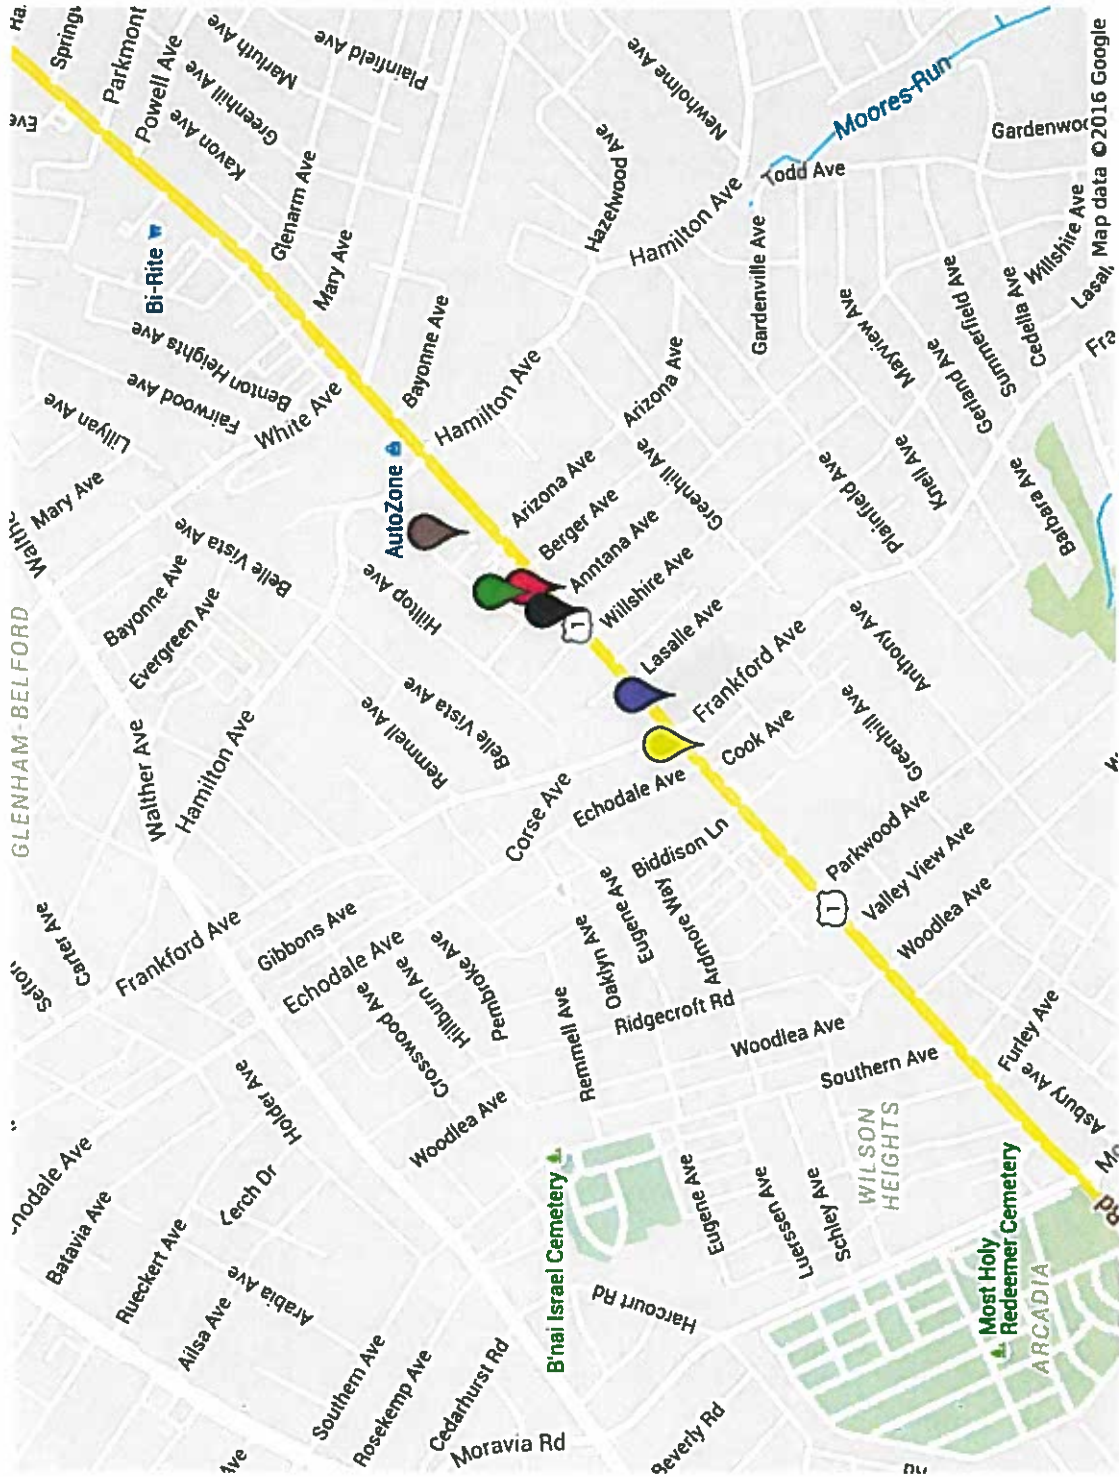 Parkmont
Powell Ave
Marluth Ave
Greenhill Ave
Kavon Ave
Plainfield Ave
Glenarm Ave
Bi-Rite
Mary Ave
Newholme Ave
Hazelwood Ave
Hamilton Ave
Moores Run
Todd Ave
Gardenville Ave
Willshire Ave
Map data ©2016 Google
Benton Heights Ave
Fairwood Ave
Lillyan Ave
White Ave
Bayonne Ave
Hamilton Ave
Arizona Ave
Mayview Ave
Gerland Ave
Summerfield Ave
Cedella Ave
Mary Ave
AutoZone
Arizona Ave
Greenhill Ave
Berger Ave
Anntana Ave
Willshire Ave
Plainfield Ave
Knell Ave
Barbara Ave
Belle Vista Ave
Bayonne Ave
Evergreen Ave
Hilltop Ave
1
Lasalle Ave
Frankford Ave
Anthony Ave
GLENHAM-BELFORD
Walther Ave
Hamilton Ave
Remmell Ave
Belle Vista Ave
Corse Ave
Echodale Ave
Cook Ave
Greenhill Ave
Biddison Ln
Parkwood Ave
Valley View Ave
1
Woodlea Ave
Carter Ave
Frankford Ave
Gibbons Ave
Echodale Ave
Crosswood Ave
Hillburn Ave
Pembroke Ave
Remmell Ave
Oaklyn Ave
Eugene Ave
Ardmore Way
Ridgecroft Rd
Woodlea Ave
Southern Ave
Furley Ave
Asbury Ave
Holder Ave
Woodlea Ave
Batavia Ave
Zerch Dr
Rueckert Ave
Arabia Ave
Ailsa Ave
B'nai Israel Cemetery
Eugene Ave
Luerssen Ave
Schley Ave
WILSON
HEIGHTS
Most Holy
Redeemer Cemetery
ARCADIA
Harcourt Rd
Southern Ave
Rosekemp Ave
Cedarhurst Rd
Moravia Rd
Beverly Rd
Rd
Ave